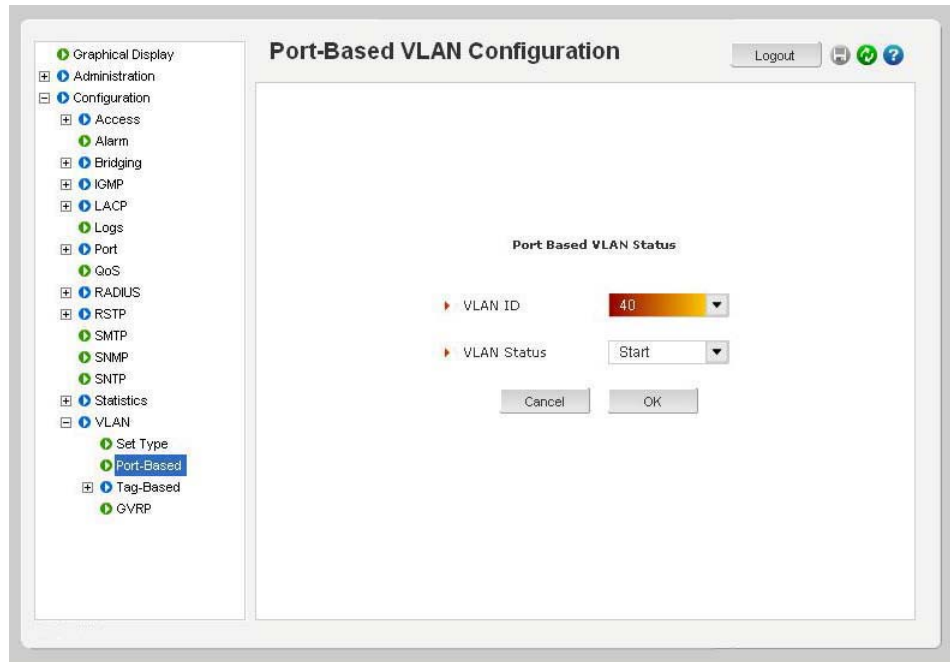 Port-Based VLAN Configuration
Logout
Graphical Display
Administration
Configuration
Access
Alarm
Bridging
IGMP
LACP
Logs
Port
QoS
RADIUS
RSTP
SMTP
SNMP
SNTP
Statistics
VLAN
Set Type
Port-Based
Tag-Based
GVRP
Port Based VLAN Status
VLAN ID 40
VLAN Status Start
Cancel OK